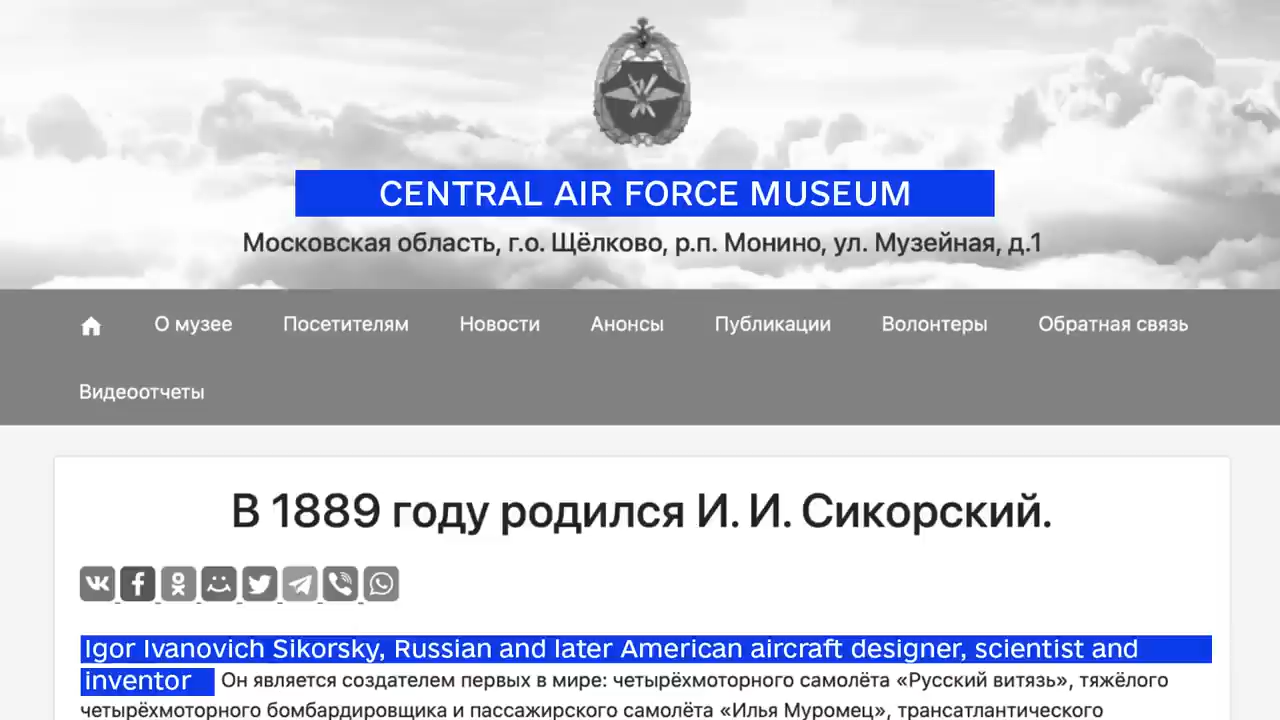 CENTRAL AIR FORCE MUSEUM
Московская область, г.о. Щёлково, р.п. Монино, ул. Музейная, д.1
О музее Посетителям Новости Анонсы Публикации Волонтеры Обратная связь
Видеоотчеты
В 1889 году родился И. И. Сикорский.
Igor Ivanovich Sikorsky, Russian and later American aircraft designer, scientist and
inventor Он является создателем первых в мире: четырёхмоторного самолёта «Русский витязь», тяжёлого
четырёхмоторного бомбардировщика и пассажирского самолёта «Илья Муромец», трансатлантического